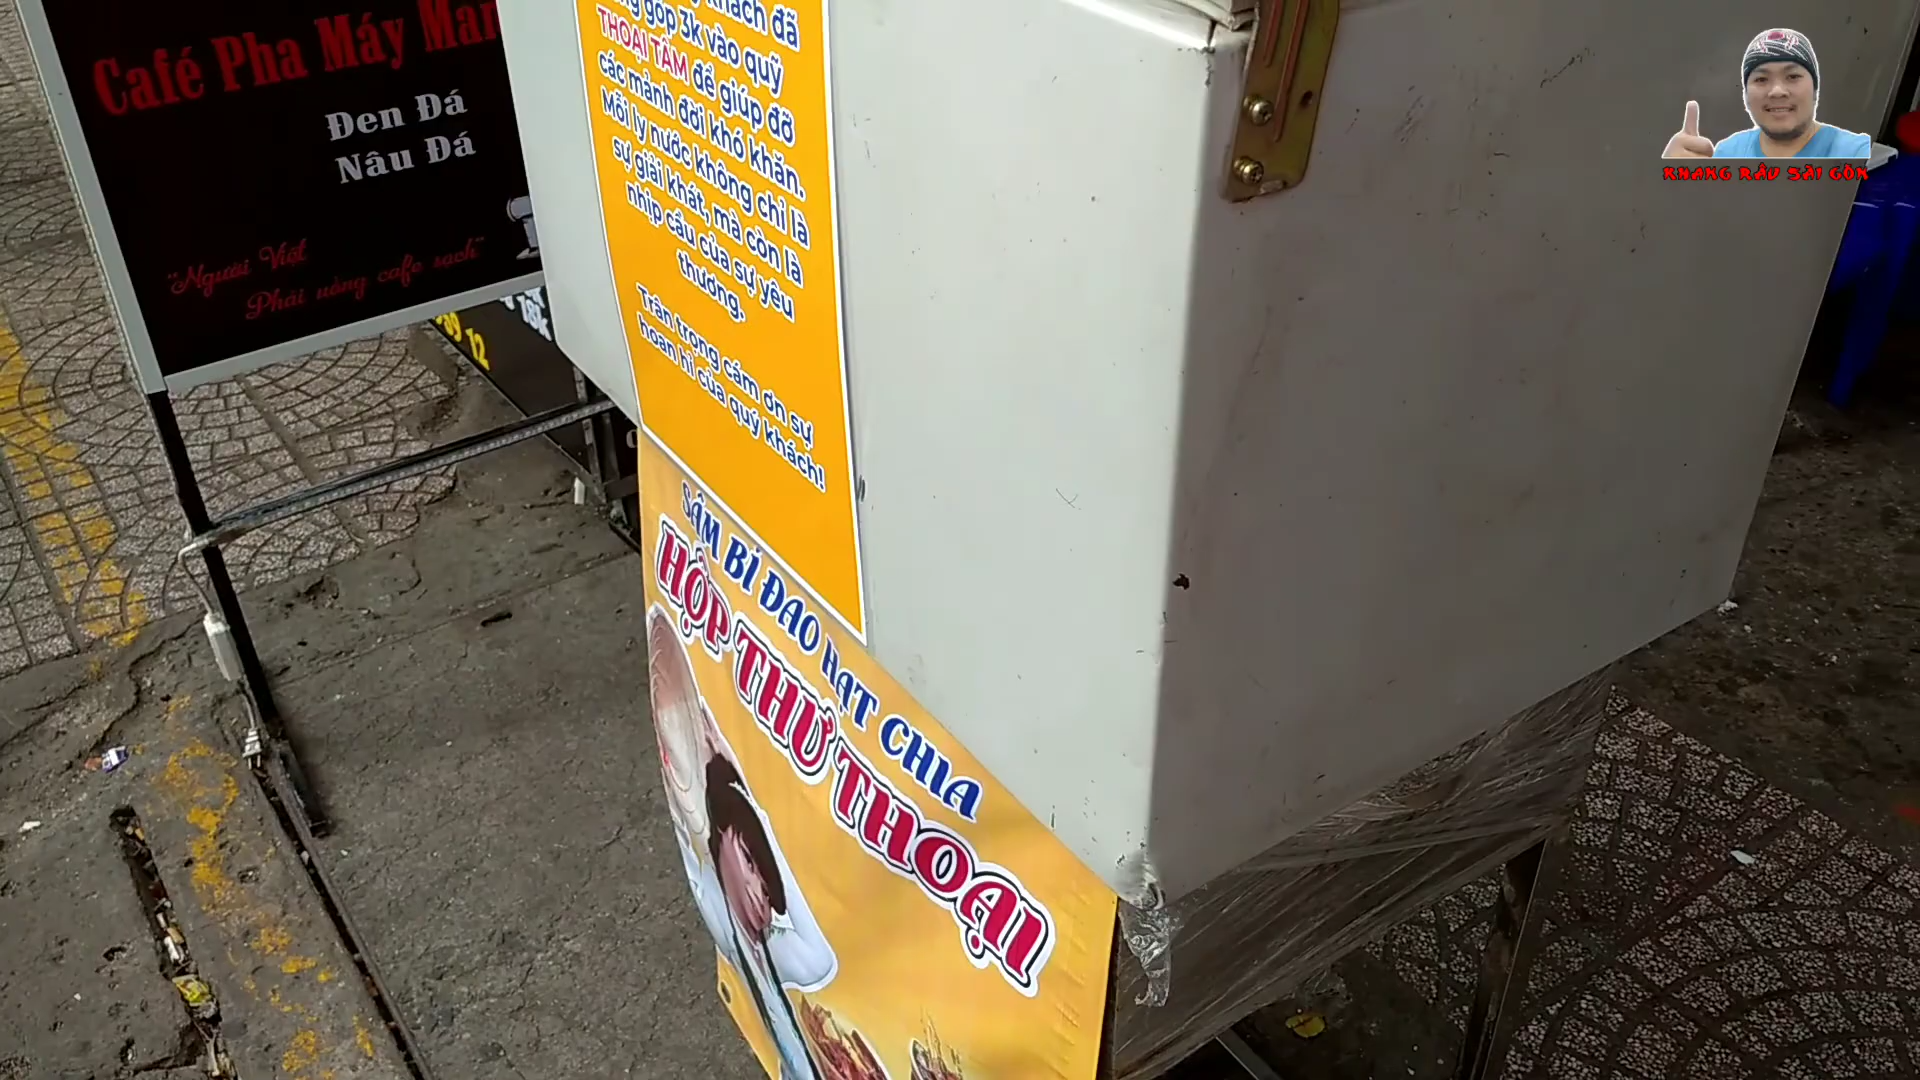 Café Pha Máy
Đen Đá
Nâu Đá
"Người Việt
Phải uống cafe sạch"
18k
12
khách đã
góp 3k vào quỹ
THOẠI TÂM để giúp đỡ
các mảnh đời khó khăn.
Mỗi ly nước không chỉ là
sự giải khát, mà còn là
nhịp cầu của sự yêu
thương.
Trân trọng cám ơn sự
hoan hỉ của quý khách!
SÂM BÍ ĐAO HẠT CHIA
HỘP THƯ THOẠI
KHANG RÂU SÀI GÒN